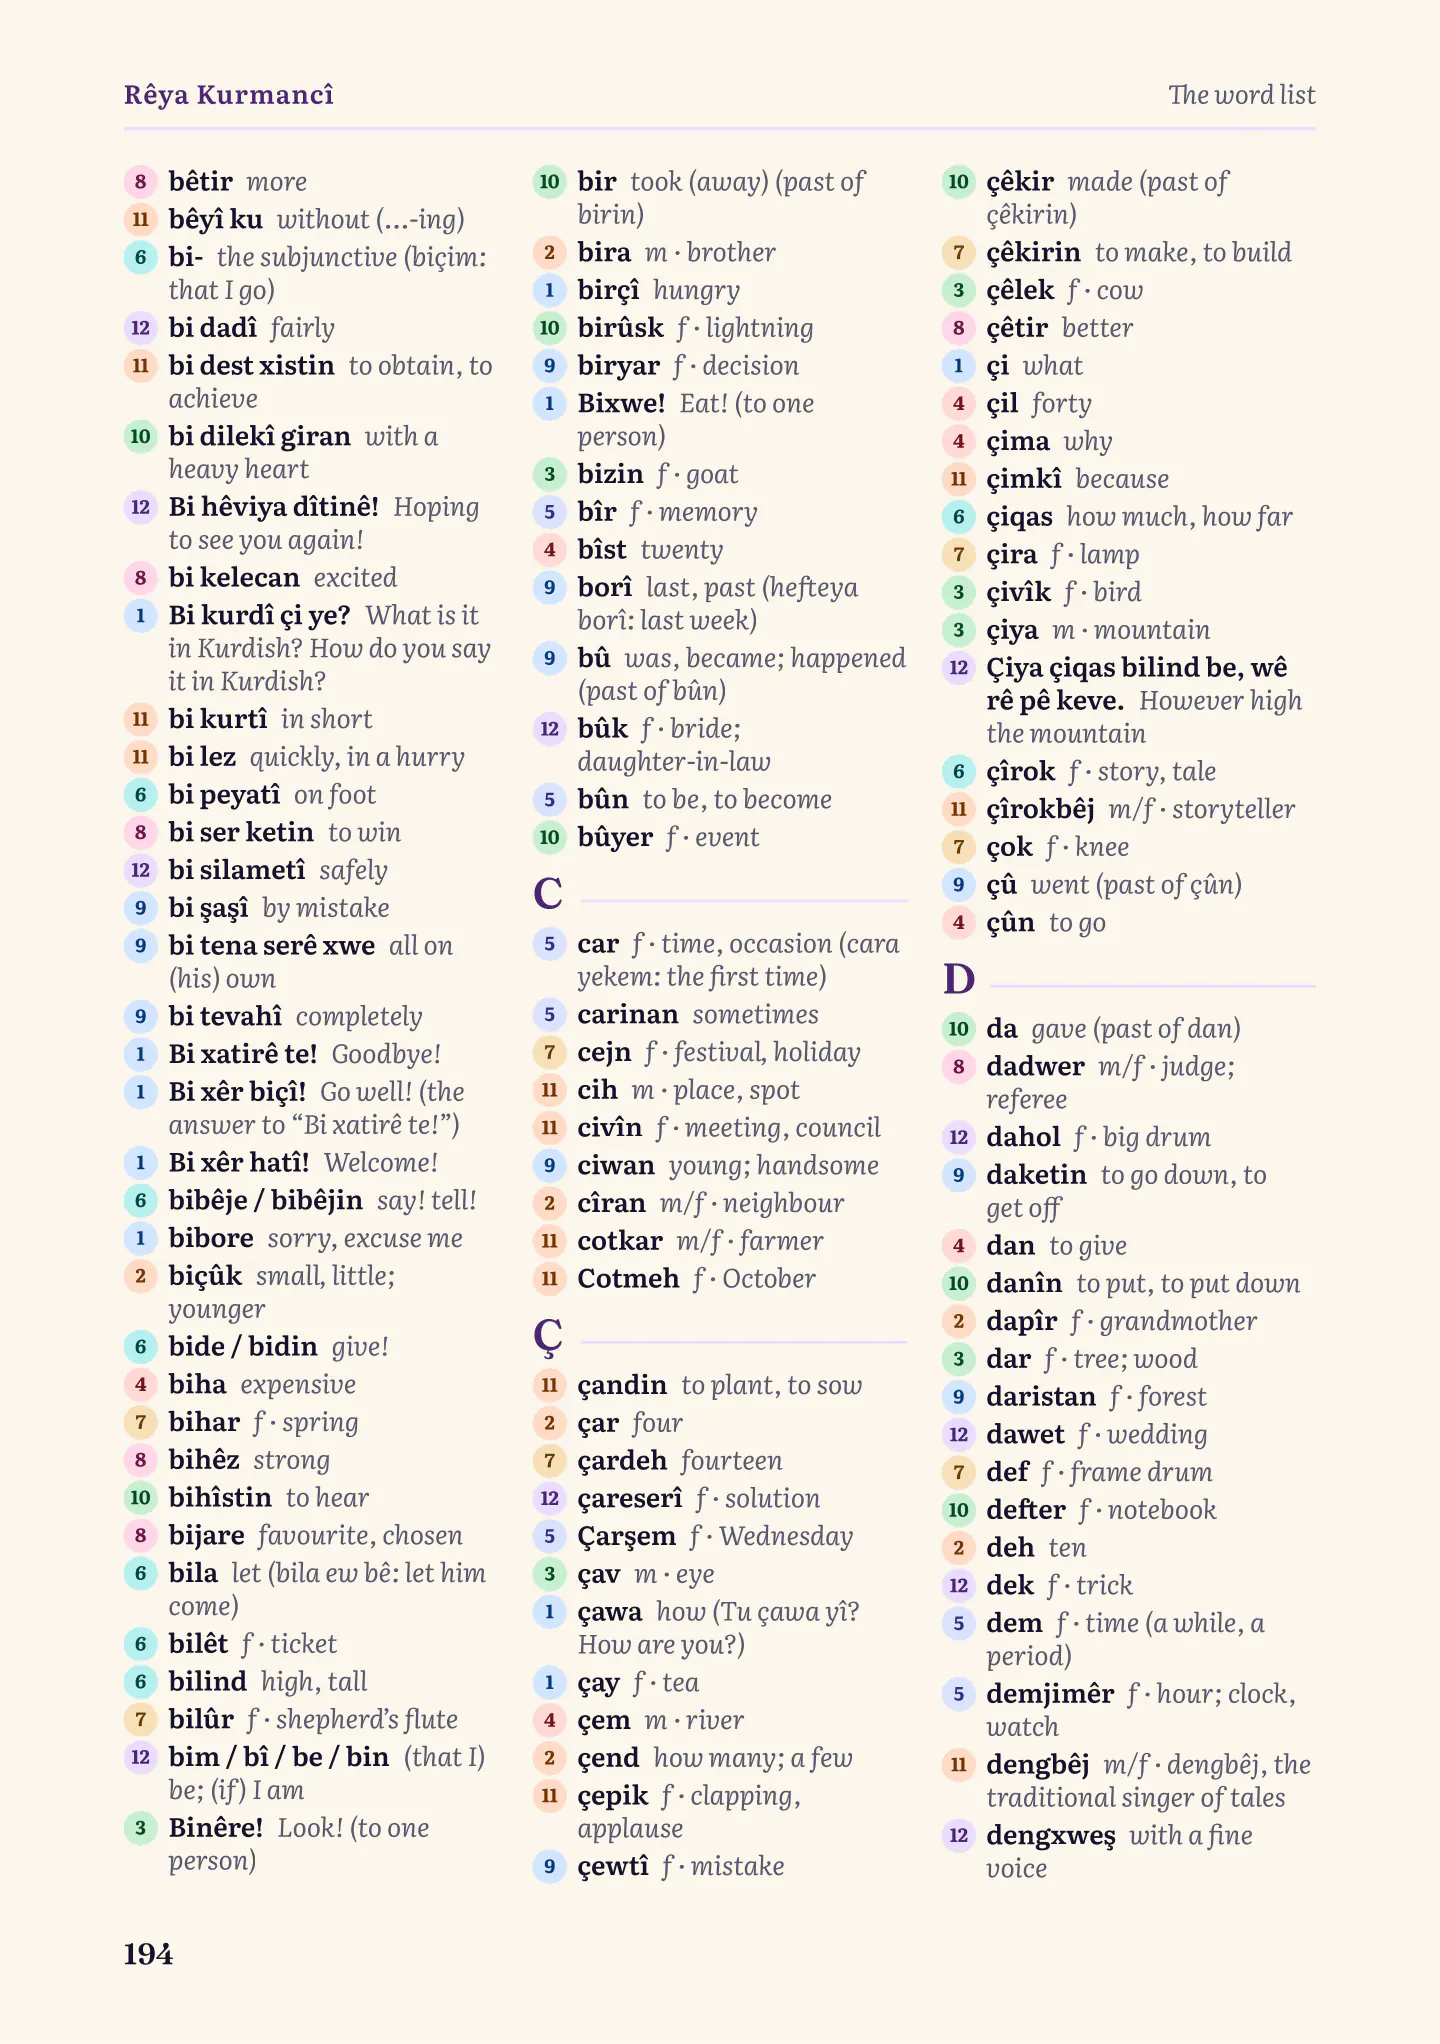 Rêya Kurmancî
The word list
8 bêtir more
11 bêyî ku without (…-ing)
6 bi- the subjunctive (biçim:
that I go)
12 bi dadî fairly
11 bi dest xistin to obtain, to
achieve
10 bi dilekî giran with a
heavy heart
12 Bi hêviya dîtinê! Hoping
to see you again!
8 bi kelecan excited
1 Bi kurdî çi ye? What is it
in Kurdish? How do you say
it in Kurdish?
11 bi kurtî in short
11 bi lez quickly, in a hurry
6 bi peyatî on foot
8 bi ser ketin to win
12 bi silametî safely
9 bi şaşî by mistake
9 bi tena serê xwe all on
(his) own
9 bi tevahî completely
1 Bi xatirê te! Goodbye!
1 Bi xêr biçî! Go well! (the
answer to “Bi xatirê te!”)
1 Bi xêr hatî! Welcome!
6 bibêje / bibêjin say! tell!
1 bibore sorry, excuse me
2 biçûk small, little;
younger
6 bide / bidin give!
4 biha expensive
7 bihar f · spring
8 bihêz strong
10 bihîstin to hear
8 bijare favourite, chosen
6 bila let (bila ew bê: let him
come)
6 bilêt f · ticket
6 bilind high, tall
7 bilûr f · shepherd’s flute
12 bim / bî / be / bin (that I)
be; (if) I am
3 Binêre! Look! (to one
person)
10 bir took (away) (past of
birin)
2 bira m · brother
1 birçî hungry
10 birûsk f · lightning
9 biryar f · decision
1 Bixwe! Eat! (to one
person)
3 bizin f · goat
5 bîr f · memory
4 bîst twenty
9 borî last, past (hefteya
borî: last week)
9 bû was, became; happened
(past of bûn)
12 bûk f · bride;
daughter-in-law
5 bûn to be, to become
10 bûyer f · event
C
5 car f · time, occasion (cara
yekem: the first time)
5 carinan sometimes
7 cejn f · festival, holiday
11 cih m · place, spot
11 civîn f · meeting, council
9 ciwan young; handsome
2 cîran m/f · neighbour
11 cotkar m/f · farmer
11 Cotmeh f · October
Ç
11 çandin to plant, to sow
2 çar four
7 çardeh fourteen
12 çareserî f · solution
5 Çarşem f · Wednesday
3 çav m · eye
1 çawa how (Tu çawa yî?
How are you?)
1 çay f · tea
4 çem m · river
2 çend how many; a few
11 çepik f · clapping,
applause
9 çewtî f · mistake
10 çêkir made (past of
çêkirin)
7 çêkirin to make, to build
3 çêlek f · cow
8 çêtir better
1 çi what
4 çil forty
4 çima why
11 çimkî because
6 çiqas how much, how far
7 çira f · lamp
3 çivîk f · bird
3 çiya m · mountain
12 Çiya çiqas bilind be, wê
rê pê keve. However high
the mountain
6 çîrok f · story, tale
11 çîrokbêj m/f · storyteller
7 çok f · knee
9 çû went (past of çûn)
4 çûn to go
D
10 da gave (past of dan)
8 dadwer m/f · judge;
referee
12 dahol f · big drum
9 daketin to go down, to
get off
4 dan to give
10 danîn to put, to put down
2 dapîr f · grandmother
3 dar f · tree; wood
9 daristan f · forest
12 dawet f · wedding
7 def f · frame drum
10 defter f · notebook
2 deh ten
12 dek f · trick
5 dem f · time (a while, a
period)
5 demjimêr f · hour; clock,
watch
11 dengbêj m/f · dengbêj, the
traditional singer of tales
12 dengxweş with a fine
voice
194